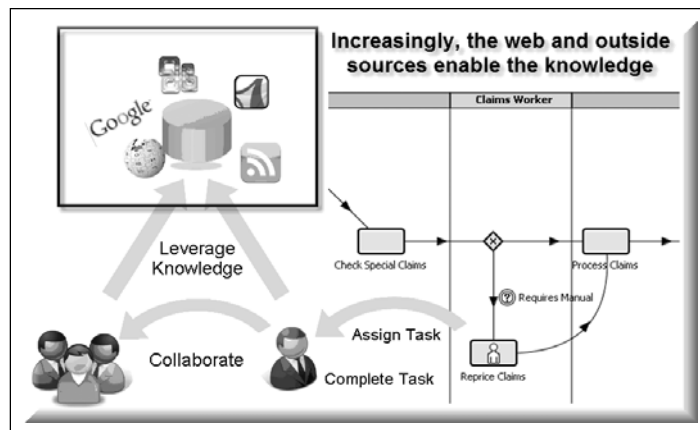 Increasingly, the web and outside
sources enable the knowledge
Google
Claims Worker
Check Special Claims
Process Claims
Requires Manual
Reprice Claims
Leverage
Knowledge
Assign Task
Collaborate
Complete Task